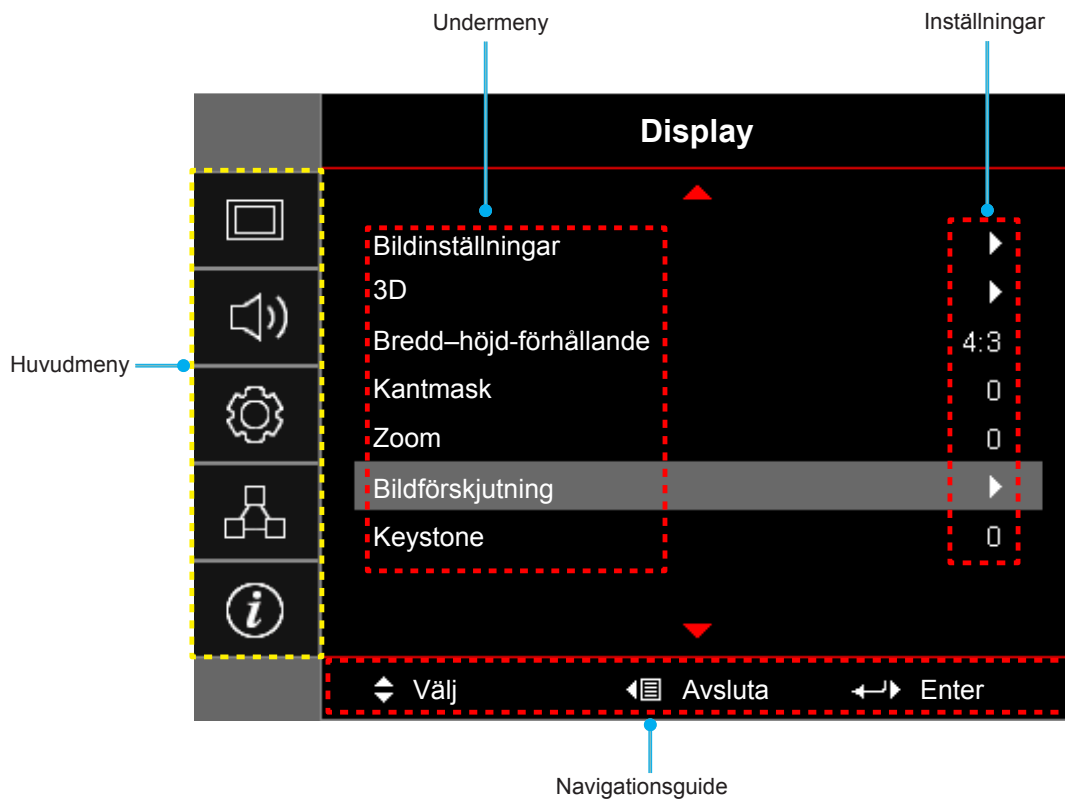 Undermeny
Inställningar
Display
Bildinställningar
3D
Bredd–höjd-förhållande 4:3
Huvudmeny
Kantmask 0
Zoom 0
Bildförskjutning
Keystone 0
Välj Avsluta Enter
Navigationsguide